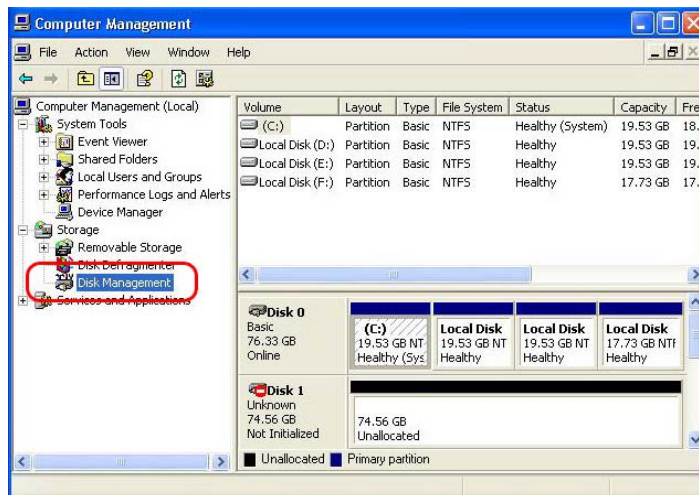 Computer Management
File Action View Window Help
Computer Management (Local)
System Tools
Event Viewer
Shared Folders
Local Users and Groups
Performance Logs and Alerts
Device Manager
Storage
Removable Storage
Disk Defragmenter
Disk Management
Services and Applications
Volume Layout Type File System Status Capacity Fre
(C:) Partition Basic NTFS Healthy (System) 19.53 GB 18.
Local Disk (D:) Partition Basic NTFS Healthy 19.53 GB 19.
Local Disk (E:) Partition Basic NTFS Healthy 19.53 GB 19.
Local Disk (F:) Partition Basic NTFS Healthy 17.73 GB 17.
Disk 0
Basic
76.33 GB
Online
(C:)
19.53 GB NT
Healthy (Sys
Local Disk
19.53 GB NT
Healthy
Local Disk
19.53 GB NT
Healthy
Local Disk
17.73 GB NTF
Healthy
Disk 1
Unknown
74.56 GB
Not Initialized
74.56 GB
Unallocated
Unallocated Primary partition